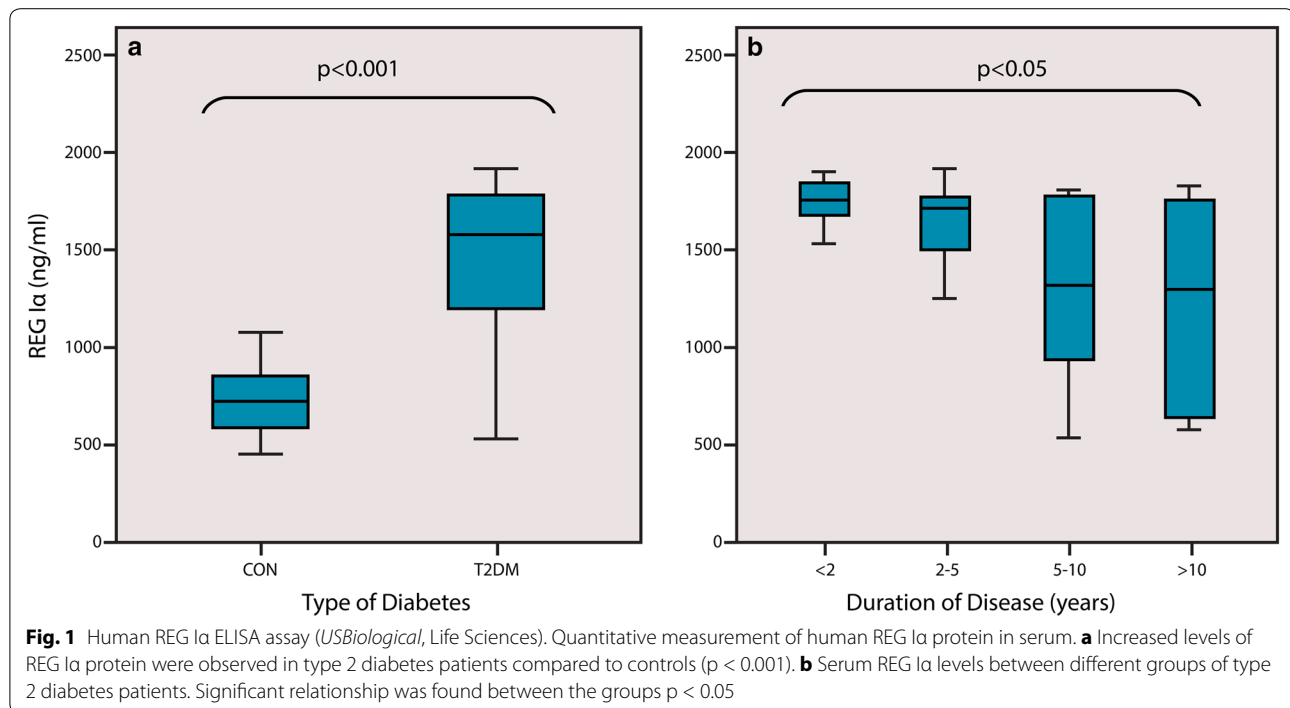 a
b
p<0.001
p<0.05
REG Iα (ng/ml)
2500
2000
1500
1000
500
0
2500
2000
1500
1000
500
0
CON
T2DM
<2
2-5
5-10
>10
Type of Diabetes
Duration of Disease (years)
Fig. 1 Human REG Iα ELISA assay (USBiological, Life Sciences). Quantitative measurement of human REG Iα protein in serum. a Increased levels of
REG Iα protein were observed in type 2 diabetes patients compared to controls (p < 0.001). b Serum REG Iα levels between different groups of type
2 diabetes patients. Significant relationship was found between the groups p < 0.05